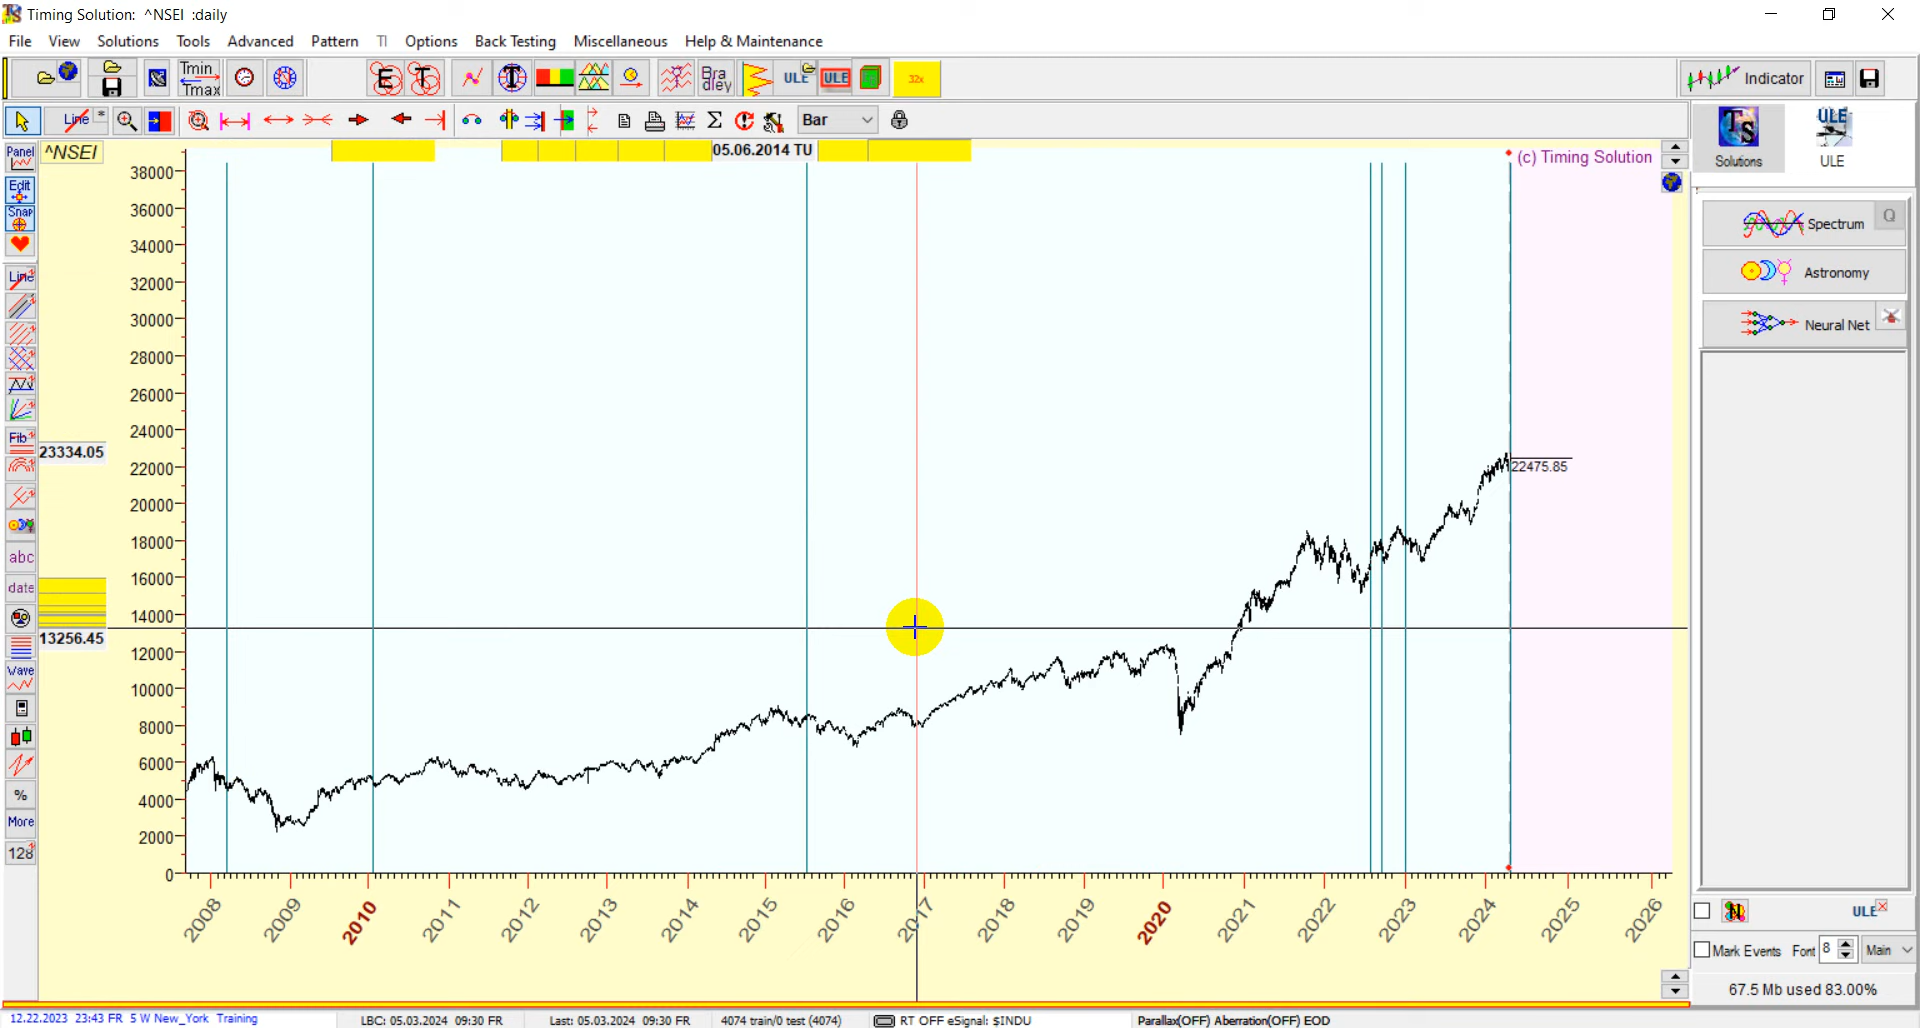 Timing Solution: ^NSEI :daily
File View Solutions Tools Advanced Pattern TI Options Back Testing Miscellaneous Help & Maintenance
Tmin
Tmax
E
T
T
Bra
dley
ULE
ULE
32x
Indicator
Line *
Σ
Bar
Panel
^NSEI
05.06.2014 TU
(c) Timing Solution
TS
Solutions
ULE
ULE
Edit
Snap
Line
Fib
abc
date
Wave
%
More
128
38000
36000
34000
32000
30000
28000
26000
24000
22000
20000
18000
16000
14000
12000
10000
8000
6000
4000
2000
0
23334.05
13256.45
22475.85
2008 2009 2010 2011 2012 2013 2014 2015 2016 2017 2018 2019 2020 2021 2022 2023 2024 2025 2026
Spectrum
Q
Astronomy
Neural Net
N
ULE
Mark Events Font 8 Main
67.5 Mb used 83.00%
12.22.2023 23:43 FR 5 W New_York Training
LBC: 05.03.2024 09:30 FR
Last: 05.03.2024 09:30 FR
4074 train/0 test (4074)
RT OFF eSignal: $INDU
Parallax(OFF) Aberration(OFF) EOD